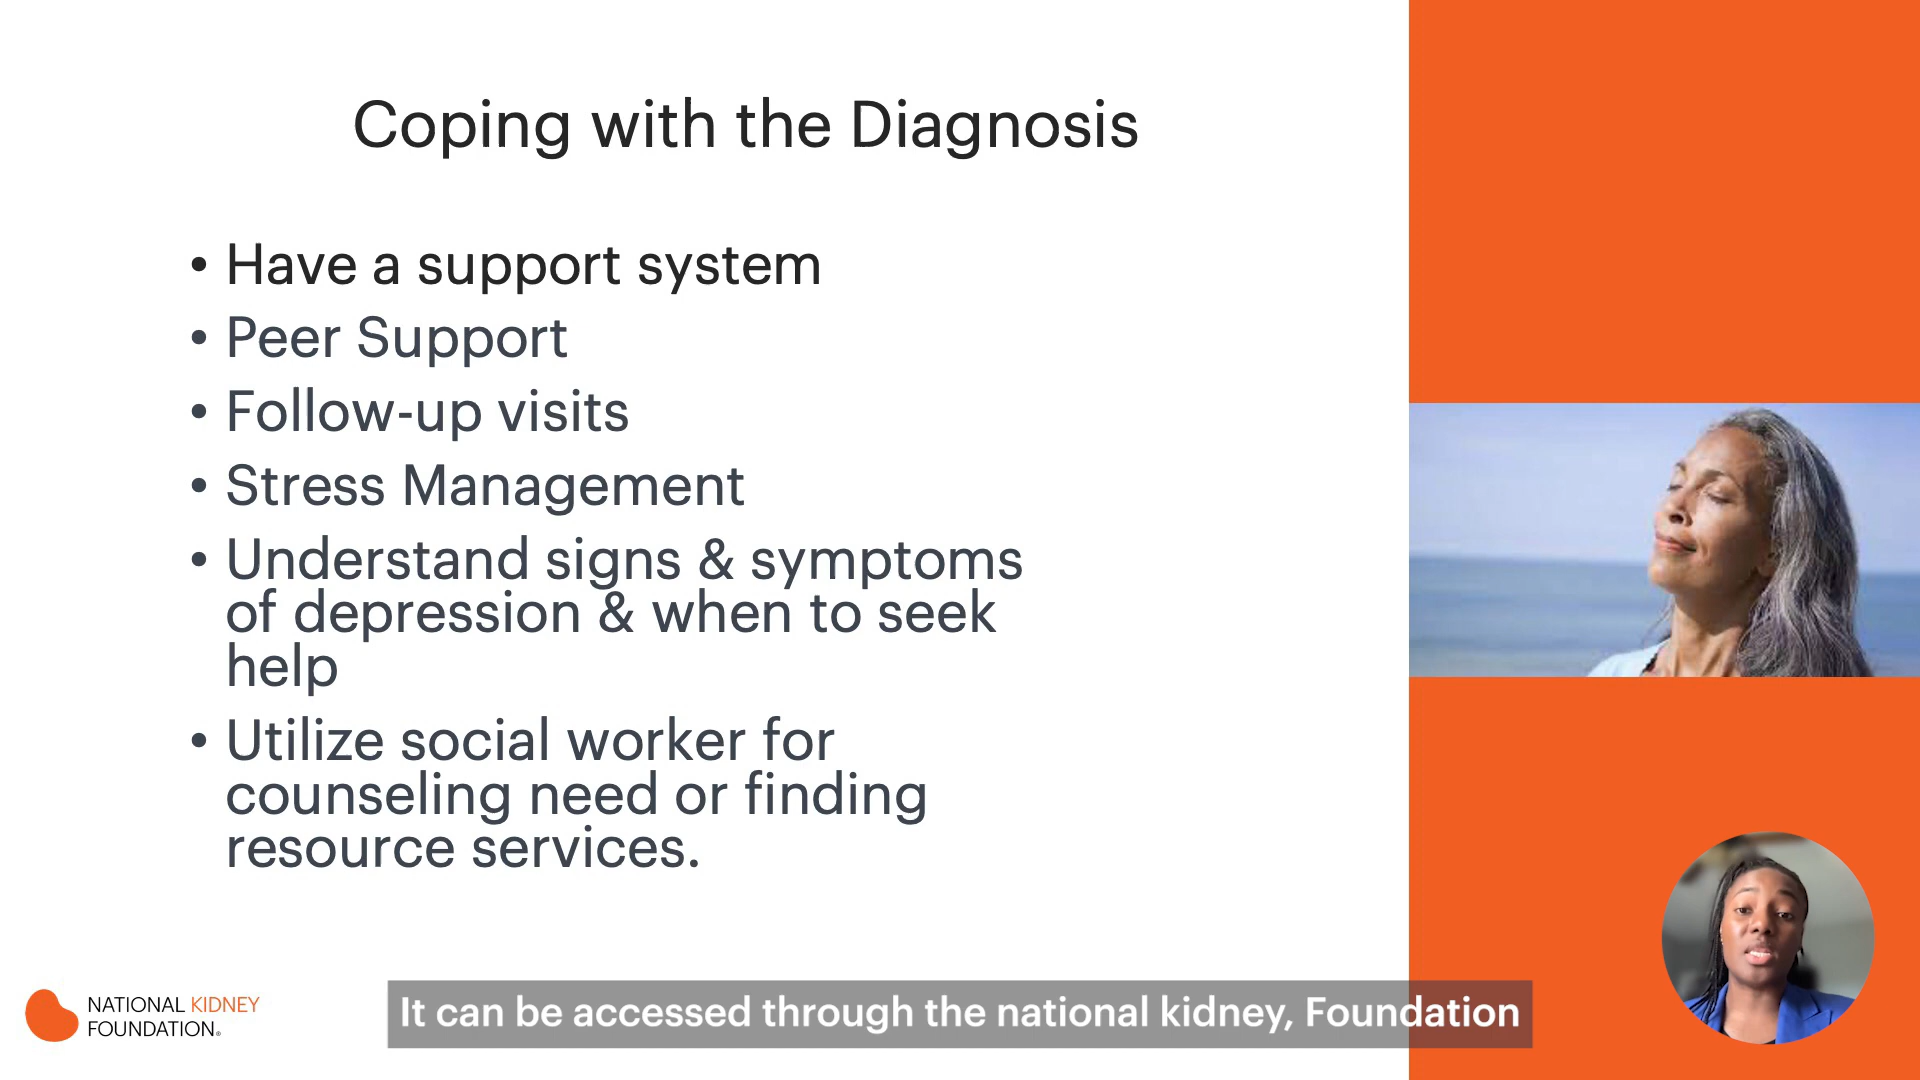 Coping with the Diagnosis
• Have a support system
• Peer Support
• Follow-up visits
• Stress Management
• Understand signs & symptoms
of depression & when to seek
help
• Utilize social worker for
counseling need or finding
resource services.
NATIONAL KIDNEY
FOUNDATION®
It can be accessed through the national kidney, Foundation